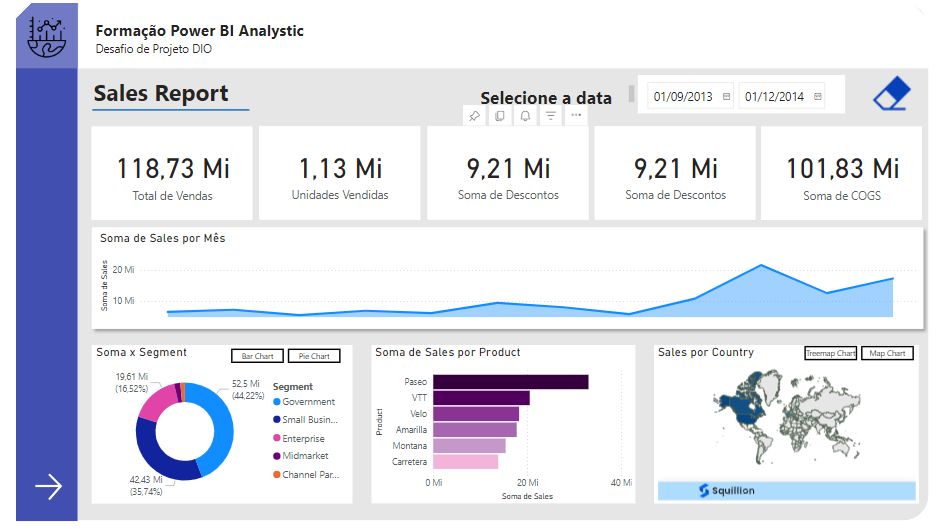 Formação Power BI Analystic
Desafio de Projeto DIO
Sales Report
Selecione a data
01/09/2013
01/12/2014
118,73 Mi
Total de Vendas
1,13 Mi
Unidades Vendidas
9,21 Mi
Soma de Descontos
9,21 Mi
Soma de Descontos
101,83 Mi
Soma de COGS
Soma de Sales por Mês
Soma de Sales
20 Mi
10 Mi
Soma x Segment
Bar Chart
Pie Chart
19,61 Mi
(16,52%)
52,5 Mi
(44,22%)
42,43 Mi
(35,74%)
Segment
Government
Small Busin...
Enterprise
Midmarket
Channel Par...
Soma de Sales por Product
Product
Paseo
VTT
Velo
Amarilla
Montana
Carretera
0 Mi
20 Mi
40 Mi
Soma de Sales
Sales por Country
Treemap Chart
Map Chart
Squillion